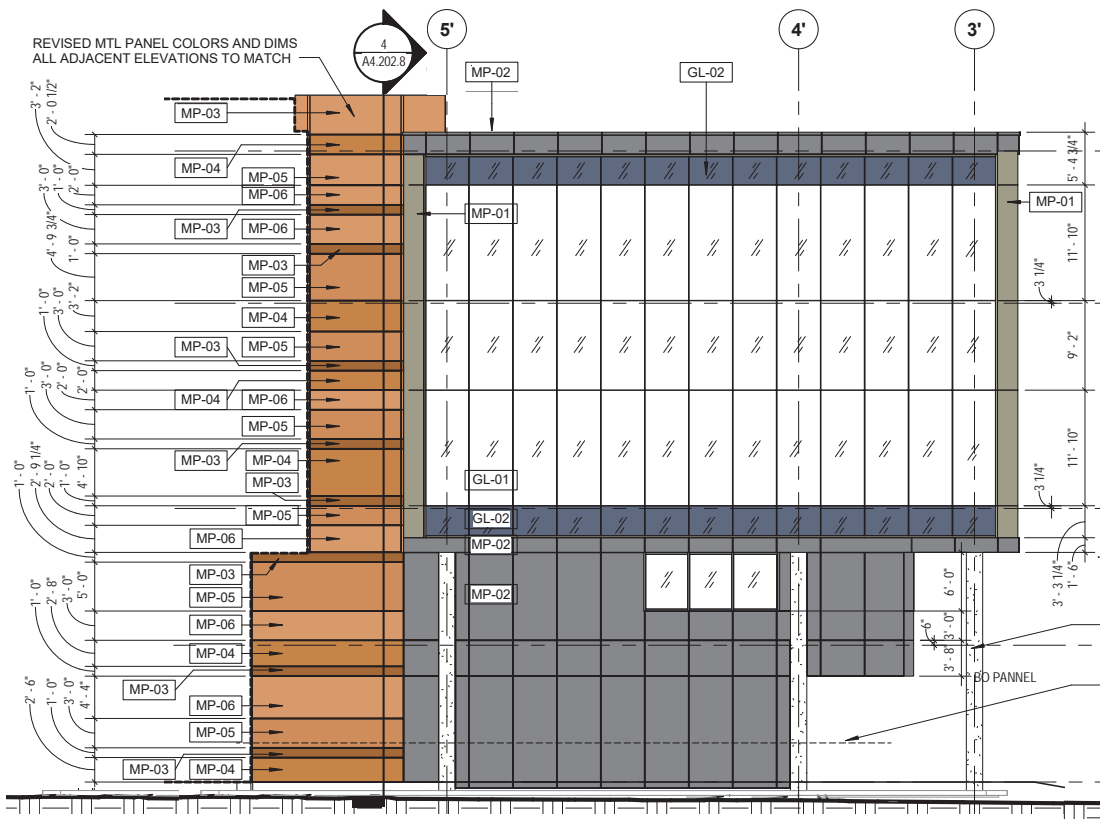 REVISED MTL PANEL COLORS AND DIMS
ALL ADJACENT ELEVATIONS TO MATCH
4
A4.202.8
5'
4'
3'
MP-02
GL-02
MP-03
MP-04
MP-05
MP-06
MP-03
MP-06
MP-03
MP-05
MP-04
MP-03
MP-05
MP-04
MP-06
MP-05
MP-03
MP-04
MP-03
MP-05
MP-06
MP-03
MP-05
MP-06
MP-04
MP-03
MP-06
MP-05
MP-03
MP-04
MP-01
MP-01
GL-01
GL-02
MP-02
MP-02
3' - 2"
2' - 0 1/2"
3' - 0"
1' - 0"
2' - 0"
4' - 9 3/4"
1' - 0"
1' - 0"
3' - 0"
3' - 2"
1' - 0"
3' - 0"
2' - 0"
2' - 0"
1' - 0"
2' - 9 1/4"
2' - 0"
1' - 0"
4' - 10"
1' - 0"
2' - 8"
3' - 0"
5' - 0"
2' - 6"
1' - 0"
3' - 0"
4' - 4"
5' - 4 3/4"
11' - 10"
3 1/4"
9' - 2"
11' - 10"
3 1/4"
3' - 3 1/4"
1' - 6"
6' - 0"
3' - 0"
6"
3' - 8"
BO PANNEL